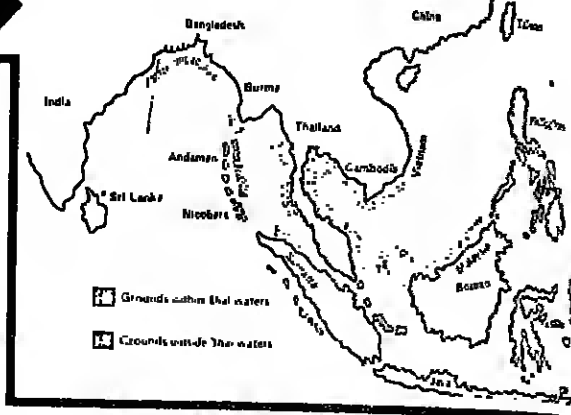 China
Bangladesh
India
Burma
Thailand
Andaman
Cambodia
Vietnam
Sri Lanka
Nicobars
Borneo
Grounds within Thai waters
Grounds outside Thai waters